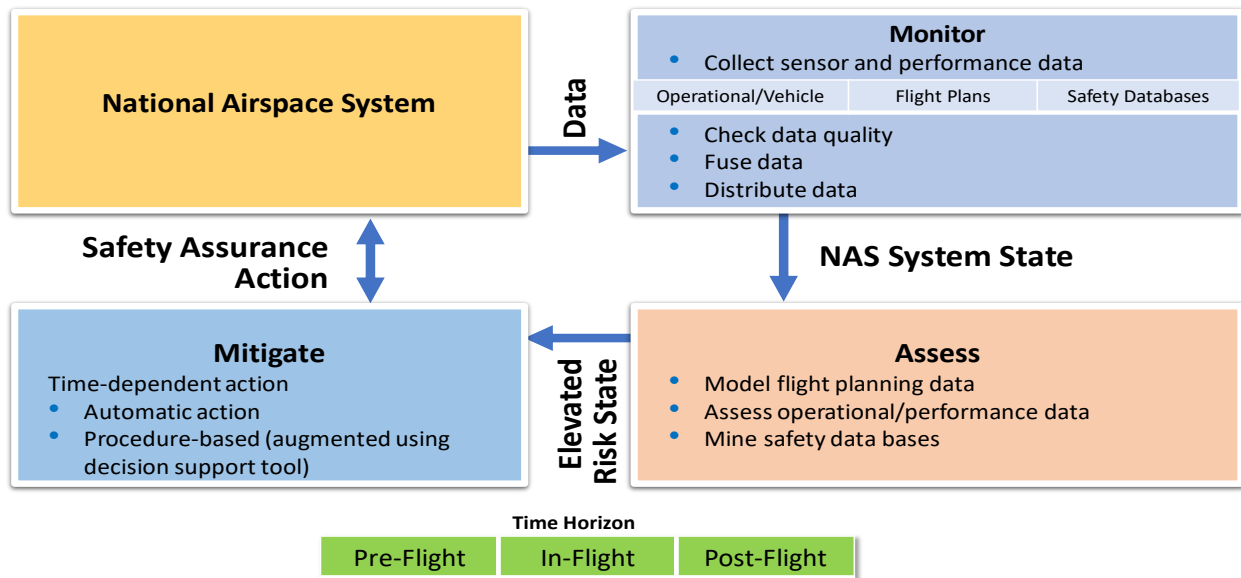 National Airspace System
Data
Monitor
• Collect sensor and performance data
Operational/Vehicle
Flight Plans
Safety Databases
• Check data quality
• Fuse data
• Distribute data
Safety Assurance
Action
NAS System State
Mitigate
Time-dependent action
• Automatic action
• Procedure-based (augmented using
decision support tool)
Elevated
Risk State
Assess
• Model flight planning data
• Assess operational/performance data
• Mine safety data bases
Time Horizon
Pre-Flight
In-Flight
Post-Flight